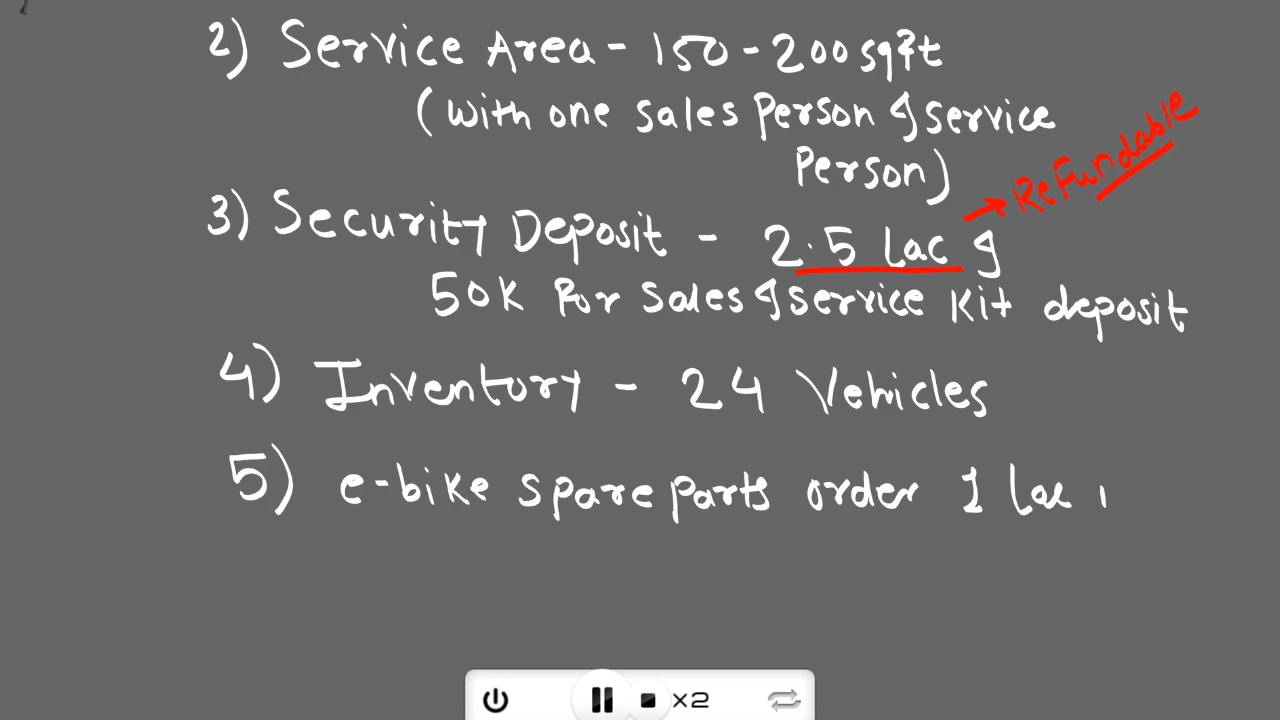 2) Service Area - 150 - 200 sqft
(with one sales person & service
Person)
→ Refundable
3) Security Deposit - 2.5 Lac &
50K for sales & service kit deposit
4) Inventory - 24 Vehicles
5) e-bike spare parts order 1 lac
x2